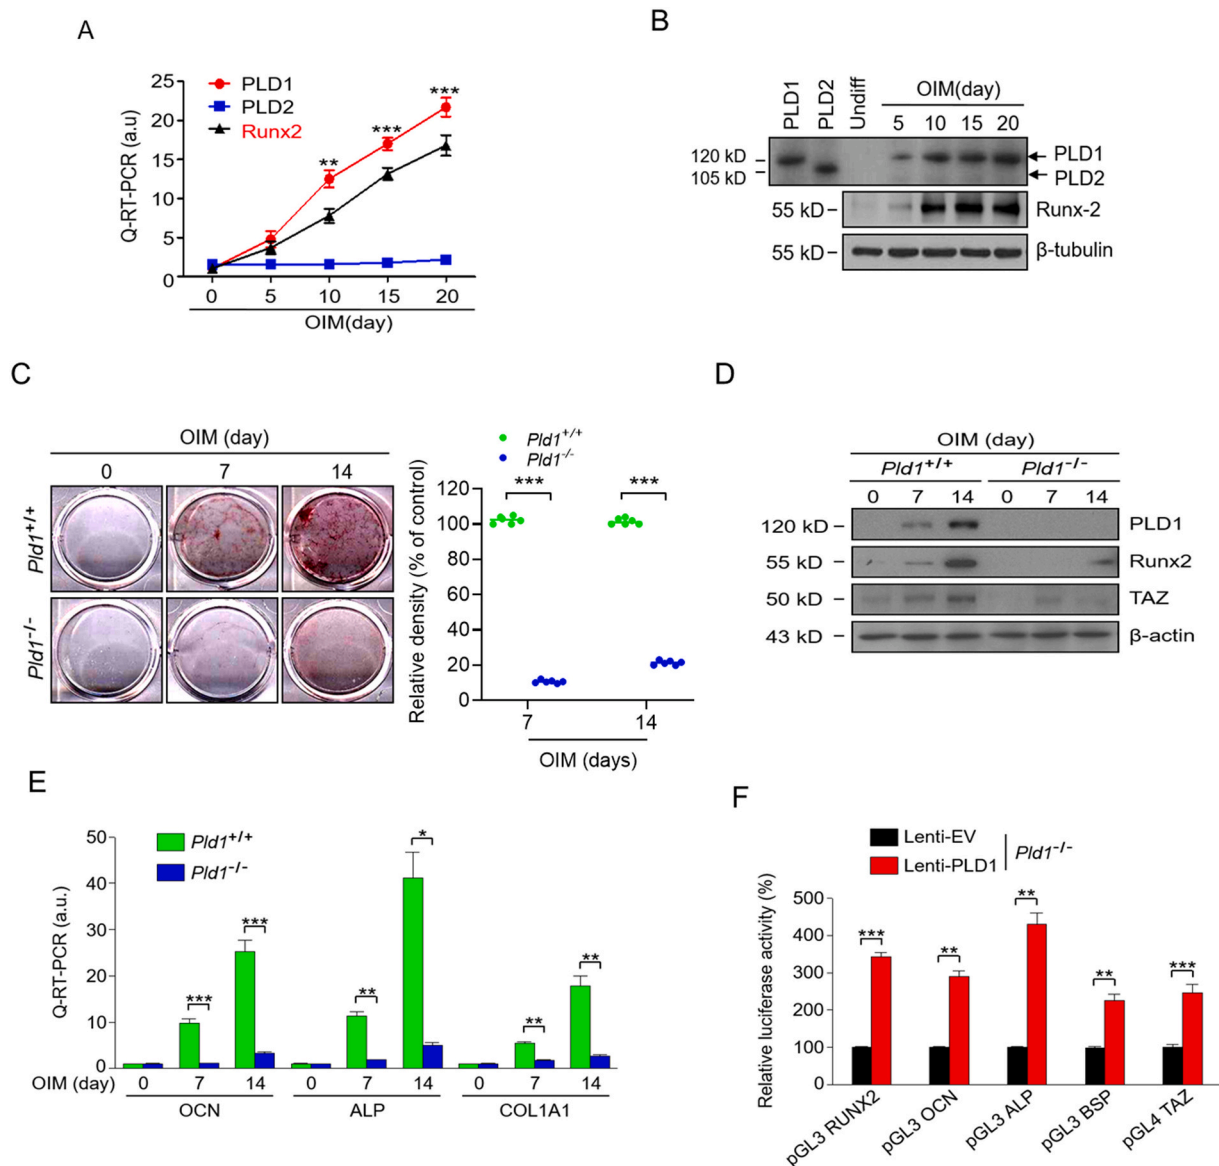 A
PLD1
PLD2
Runx2
Q-RT-PCR (a.u)
25
20
15
10
5
0
** *** ***
0 5 10 15 20
OIM(day)
B
PLD1 PLD2 Undiff
OIM(day)
5 10 15 20
120 kD
105 kD
PLD1
PLD2
55 kD
Runx-2
55 kD
β-tubulin
C
OIM (day)
0 7 14
Pld1+/+
Pld1-/-
Pld1+/+
Pld1-/-
Relative density (% of control)
120
100
80
60
40
20
0
*** ***
7 14
OIM (days)
D
OIM (day)
Pld1+/+ Pld1-/-
0 7 14 0 7 14
120 kD PLD1
55 kD Runx2
50 kD TAZ
43 kD β-actin
E
Pld1+/+
Pld1-/-
Q-RT-PCR (a.u.)
50
40
30
20
10
0
*** *** ** * ** **
OIM (day) 0 7 14 0 7 14 0 7 14
OCN ALP COL1A1
F
Lenti-EV
Lenti-PLD1
Pld1-/-
Relative luciferase activity (%)
500
400
300
200
100
0
*** ** ** ** ***
pGL3 RUNX2
pGL3 OCN
pGL3 ALP
pGL3 BSP
pGL4 TAZ